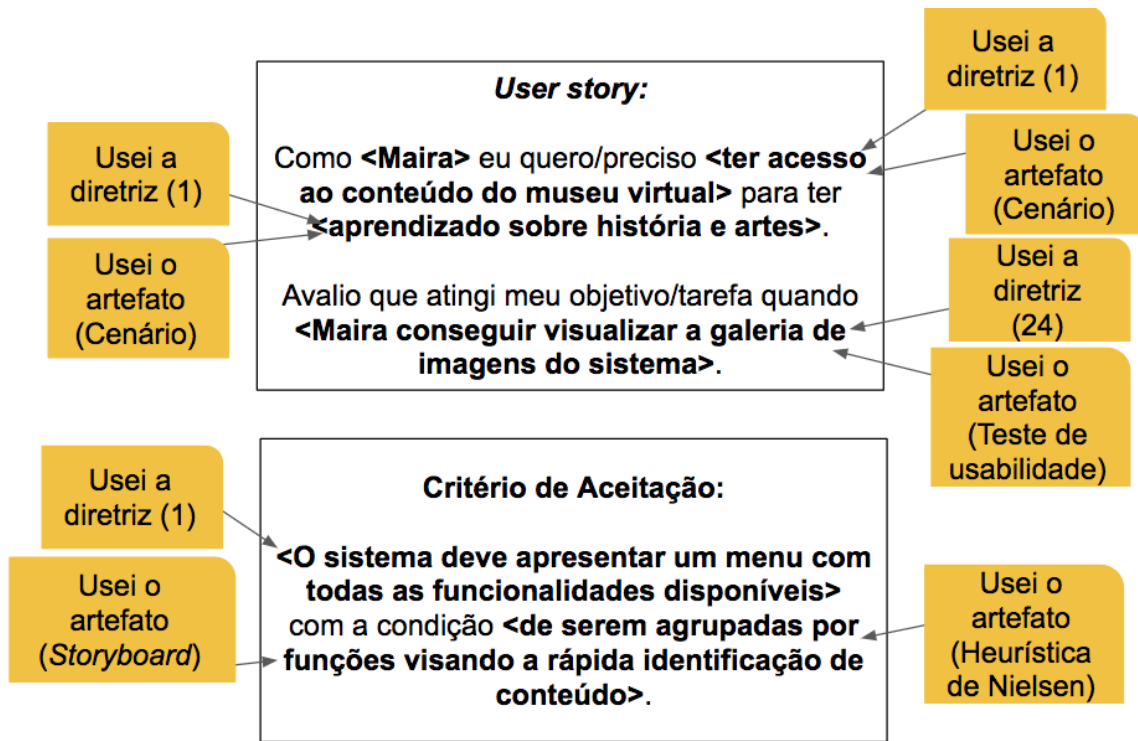 Usei a
diretriz (1)
User story:
Como <Maira> eu quero/preciso <ter acesso
ao conteúdo do museu virtual> para ter
<aprendizado sobre história e artes>.
Avalio que atingi meu objetivo/tarefa quando
<Maira conseguir visualizar a galeria de
imagens do sistema>.
Usei a
diretriz (1)
Usei o
artefato
(Cenário)
Usei o
artefato
(Cenário)
Usei a
diretriz
(24)
Usei o
artefato
(Teste de
usabilidade)
Critério de Aceitação:
<O sistema deve apresentar um menu com
todas as funcionalidades disponíveis>
com a condição <de serem agrupadas por
funções visando a rápida identificação de
conteúdo>.
Usei a
diretriz (1)
Usei o
artefato
(Storyboard)
Usei o
artefato
(Heurística
de Nielsen)